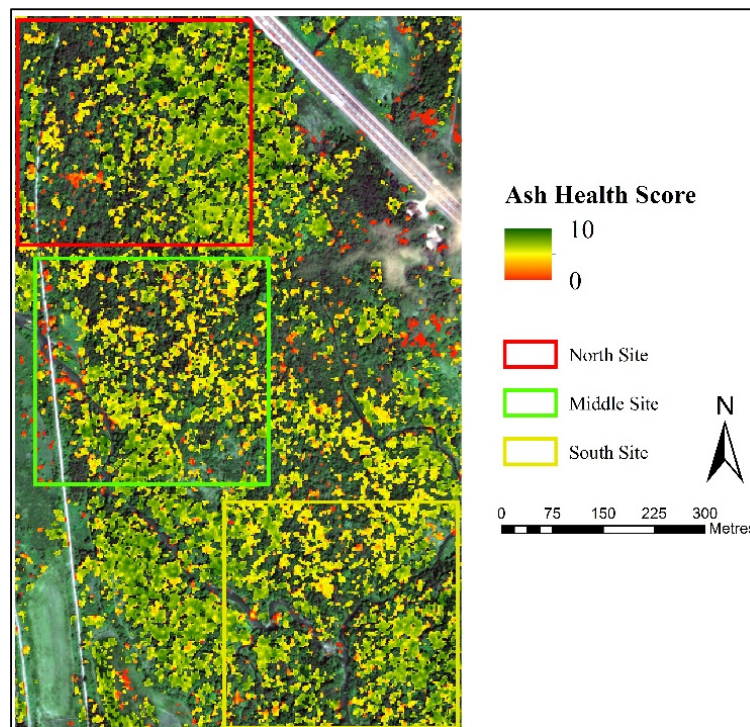 Ash Health Score
10
0
North Site
Middle Site
South Site
N
0 75 150 225 300
Metres